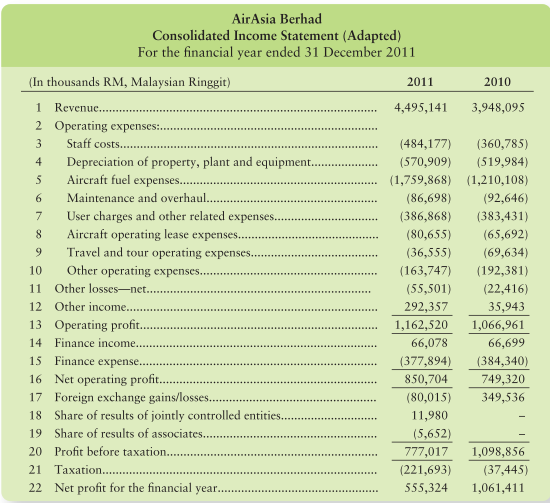 AirAsia Berhad
Consolidated Income Statement (Adapted)
For the financial year ended 31 December 2011
(In thousands RM, Malaysian Ringgit) 2011 2010
1 Revenue 4,495,141 3,948,095
2 Operating expenses:
3 Staff costs (484,177) (360,785)
4 Depreciation of property, plant and equipment (570,909) (519,984)
5 Aircraft fuel expenses (1,759,868) (1,210,108)
6 Maintenance and overhaul (86,698) (92,646)
7 User charges and other related expenses (386,868) (383,431)
8 Aircraft operating lease expenses (80,655) (65,692)
9 Travel and tour operating expenses (36,555) (69,634)
10 Other operating expenses (163,747) (192,381)
11 Other losses—net (55,501) (22,416)
12 Other income 292,357 35,943
13 Operating profit 1,162,520 1,066,961
14 Finance income 66,078 66,699
15 Finance expense (377,894) (384,340)
16 Net operating profit 850,704 749,320
17 Foreign exchange gains/losses (80,015) 349,536
18 Share of results of jointly controlled entities 11,980 –
19 Share of results of associates (5,652) –
20 Profit before taxation 777,017 1,098,856
21 Taxation (221,693) (37,445)
22 Net profit for the financial year 555,324 1,061,411